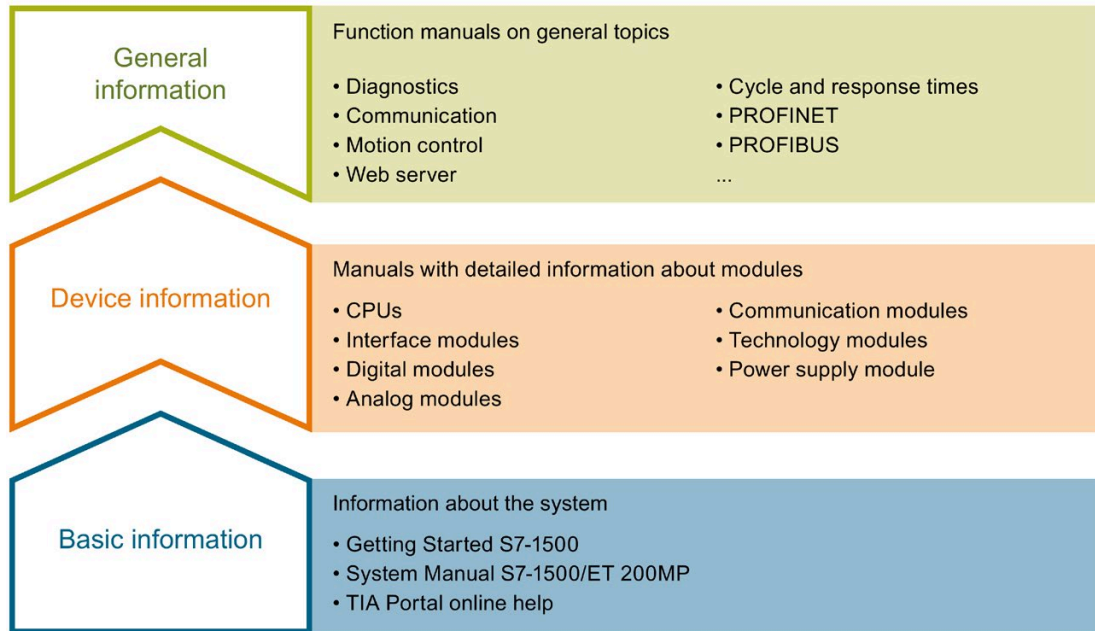 General
information
Function manuals on general topics
• Diagnostics
• Communication
• Motion control
• Web server
• Cycle and response times
• PROFINET
• PROFIBUS
...
Device information
Manuals with detailed information about modules
• CPUs
• Interface modules
• Digital modules
• Analog modules
• Communication modules
• Technology modules
• Power supply module
Basic information
Information about the system
• Getting Started S7-1500
• System Manual S7-1500/ET 200MP
• TIA Portal online help